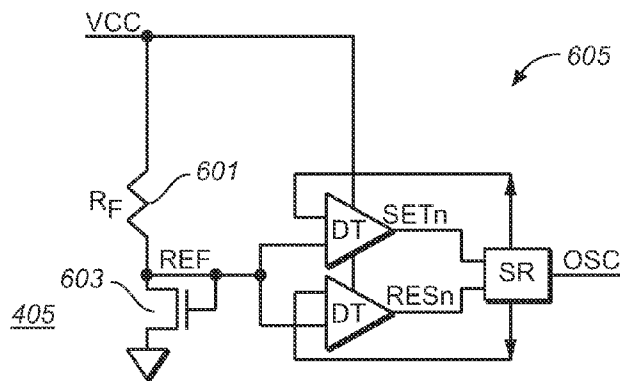 VCC
605
601
RF
DT
SETn
REF
SR
OSC
603
DT
RESn
405